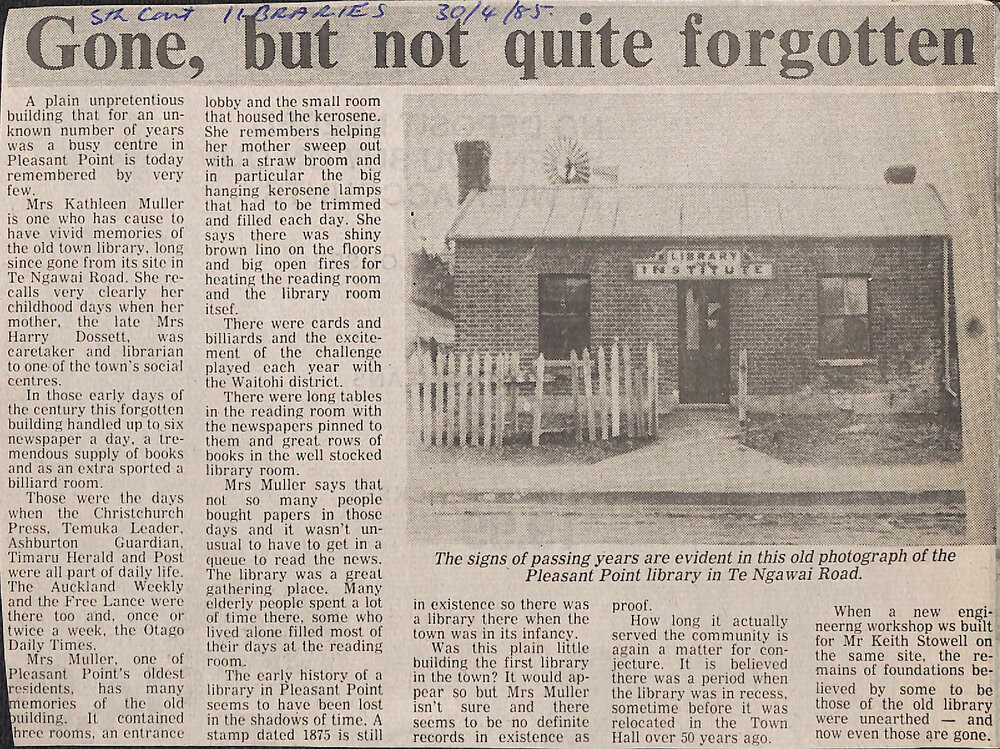 Sth Cant LIBRARIES 30/4/85.
Gone, but not quite forgotten
A plain unpretentious
building that for an un-
known number of years
was a busy centre in
Pleasant Point is today
remembered by very
few.
Mrs Kathleen Muller
is one who has cause to
have vivid memories of
the old town library, long
since gone from its site in
Te Ngawai Road. She re-
calls very clearly her
childhood days when her
mother, the late Mrs
Harry Dossett, was
caretaker and librarian
to one of the town's social
centres.
In those early days of
the century this forgotten
building handled up to six
newspaper a day, a tre-
mendous supply of books
and as an extra sported a
billiard room.
Those were the days
when the Christchurch
Press, Temuka Leader,
Ashburton Guardian,
Timaru Herald and Post
were all part of daily life.
The Auckland Weekly
and the Free Lance were
there too and, once or
twice a week, the Otago
Daily Times.
Mrs Muller, one of
Pleasant Point's oldest
residents, has many
memories of the old
building. It contained
hree rooms, an entrance
lobby and the small room
that housed the kerosene.
She remembers helping
her mother sweep out
with a straw broom and
in particular the big
hanging kerosene lamps
that had to be trimmed
and filled each day. She
says there was shiny
brown lino on the floors
and big open fires for
heating the reading room
and the library room
itsef.
There were cards and
billiards and the excite-
ment of the challenge
played each year with
the Waitohi district.
There were long tables
in the reading room with
the newspapers pinned to
them and great rows of
books in the well stocked
library room.
Mrs Muller says that
not so many people
bought papers in those
days and it wasn't un-
usual to have to get in a
queue to read the news.
The library was a great
gathering place. Many
elderly people spent a lot
of time there, some who
lived alone filled most of
their days at the reading
room.
The early history of a
library in Pleasant Point
seems to have been lost
in the shadows of time. A
stamp dated 1875 is still
LIBRARY
INSTITUTE
The signs of passing years are evident in this old photograph of the
Pleasant Point library in Te Ngawai Road.
in existence so there was
a library there when the
town was in its infancy.
Was this plain little
building the first library
in the town? It would ap-
pear so but Mrs Muller
isn't sure and there
seems to be no definite
records in existence as
proof.
How long it actually
served the community is
again a matter for con-
jecture. It is believed
there was a period when
the library was in recess,
sometime before it was
relocated in the Town
Hall over 50 years ago.
When a new engi-
neerng workshop ws built
for Mr Keith Stowell on
the same site, the re-
mains of foundations be-
lieved by some to be
those of the old library
were unearthed — and
now even those are gone.